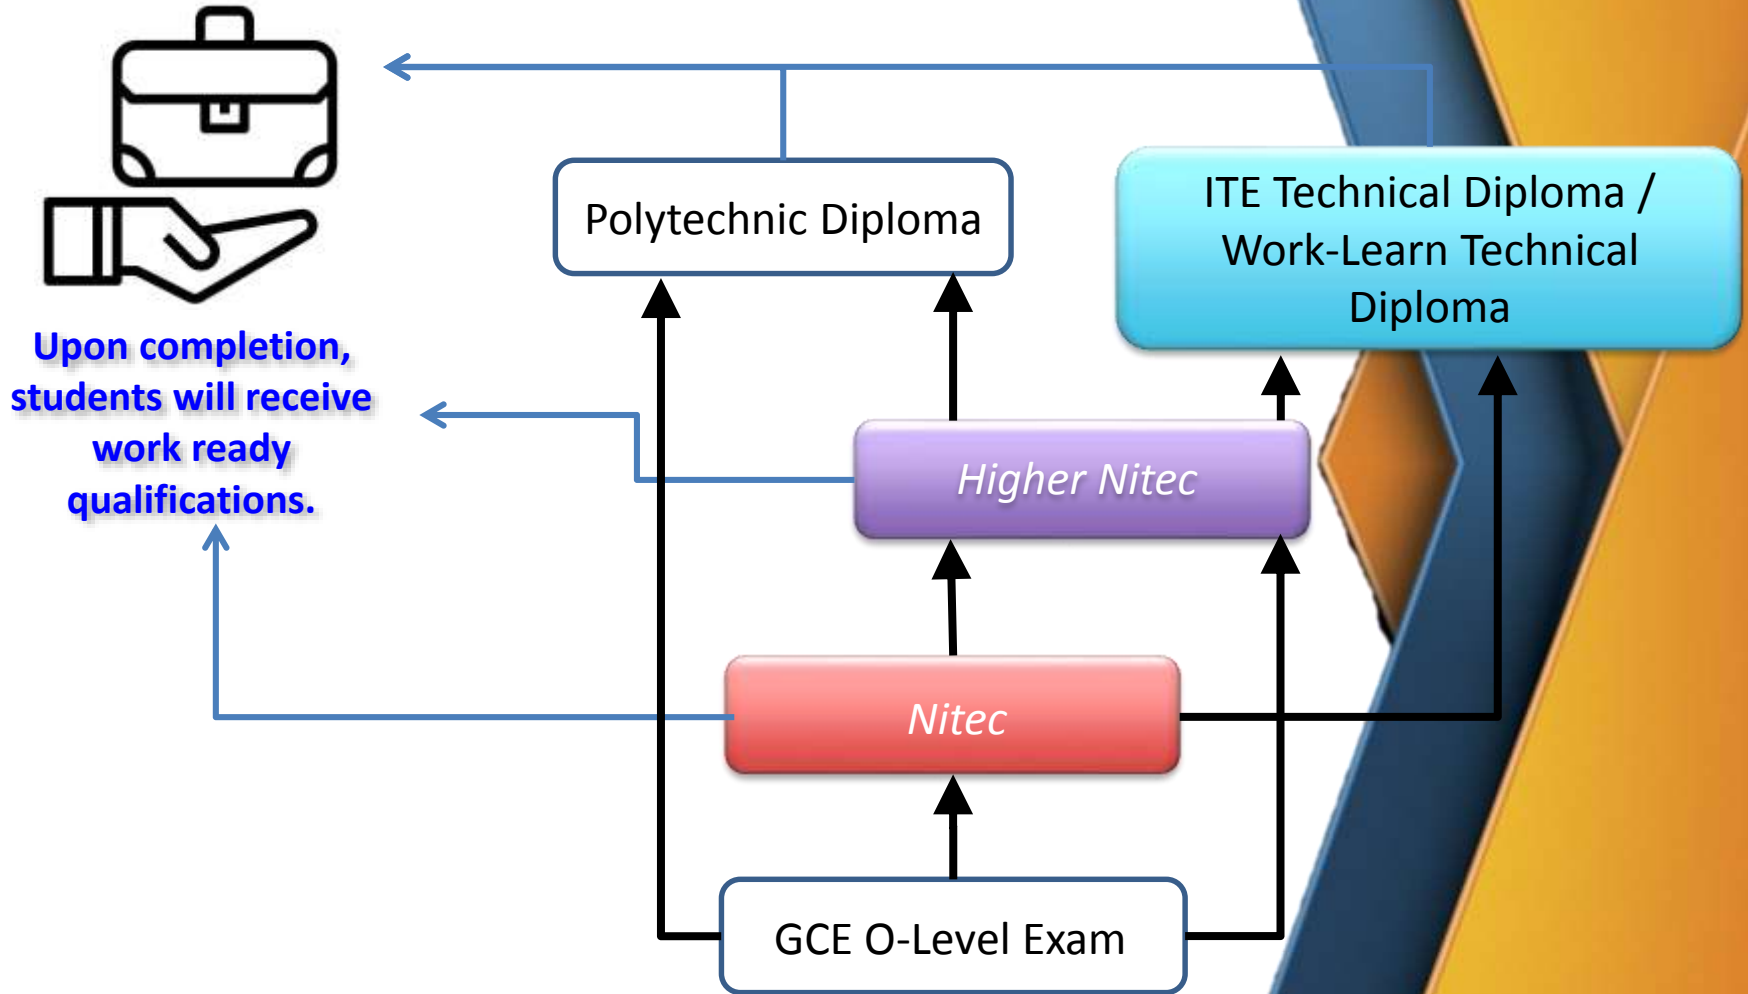 Polytechnic Diploma
ITE Technical Diploma /
Work-Learn Technical
Diploma
Upon completion,
students will receive
work ready
qualifications.
Higher Nitec
Nitec
GCE O-Level Exam